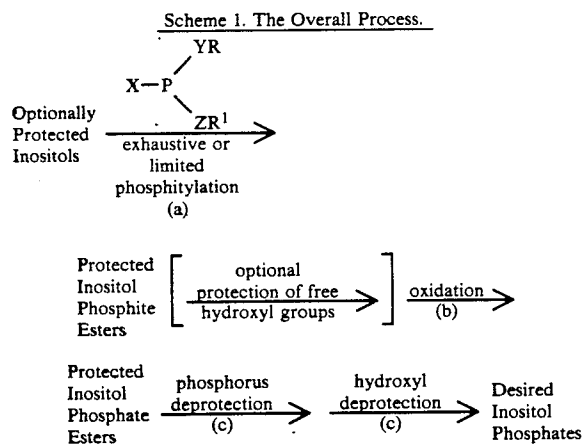 Scheme 1. The Overall Process.
YR
X—P
ZR¹
Optionally
Protected
Inositols
exhaustive or
limited
phosphitylation
(a)
Protected
Inositol
Phosphite
Esters
optional
protection of free
hydroxyl groups
oxidation
(b)
Protected
Inositol
Phosphate
Esters
phosphorus
deprotection
(c)
hydroxyl
deprotection
(c)
Desired
Inositol
Phosphates